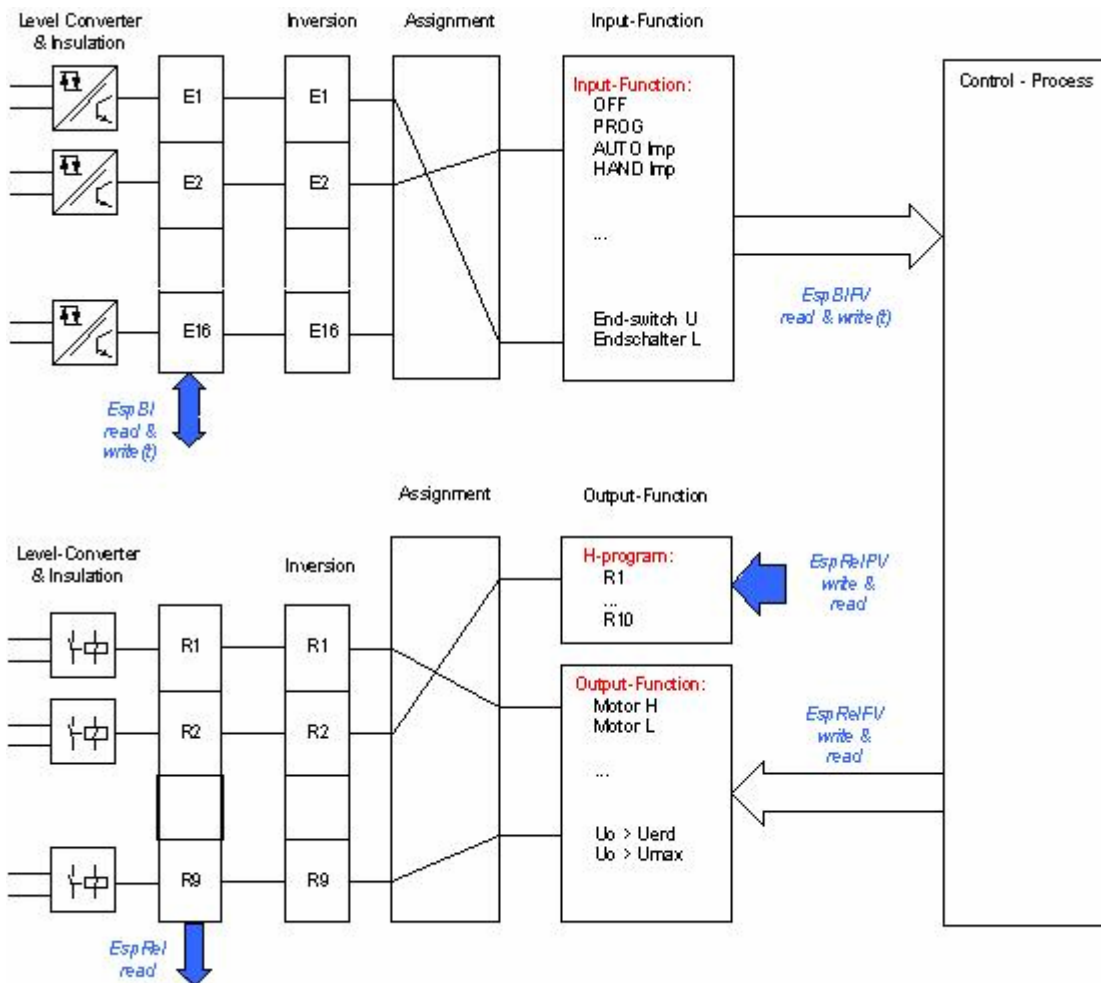 Level Converter
& Insulation
Inversion
Assignment
Input-Function
E1
E1
Input-Function:
OFF
PROG
AUTO Imp
HAND Imp
...
End-switch U
Endschalter L
Control - Process
E2
E2
E16
E16
EspBIFV
read & write(t)
EspBI
read &
write(t)
Assignment
Output-Function
Level-Converter
& Insulation
Inversion
H-program:
R1
...
R10
EspRelPV
write &
read
R1
R1
Output-Function:
Motor H
Motor L
...
Uo > Uerd
Uo > Umax
EspRelFV
write &
read
R2
R2
R9
R9
EspRel
read